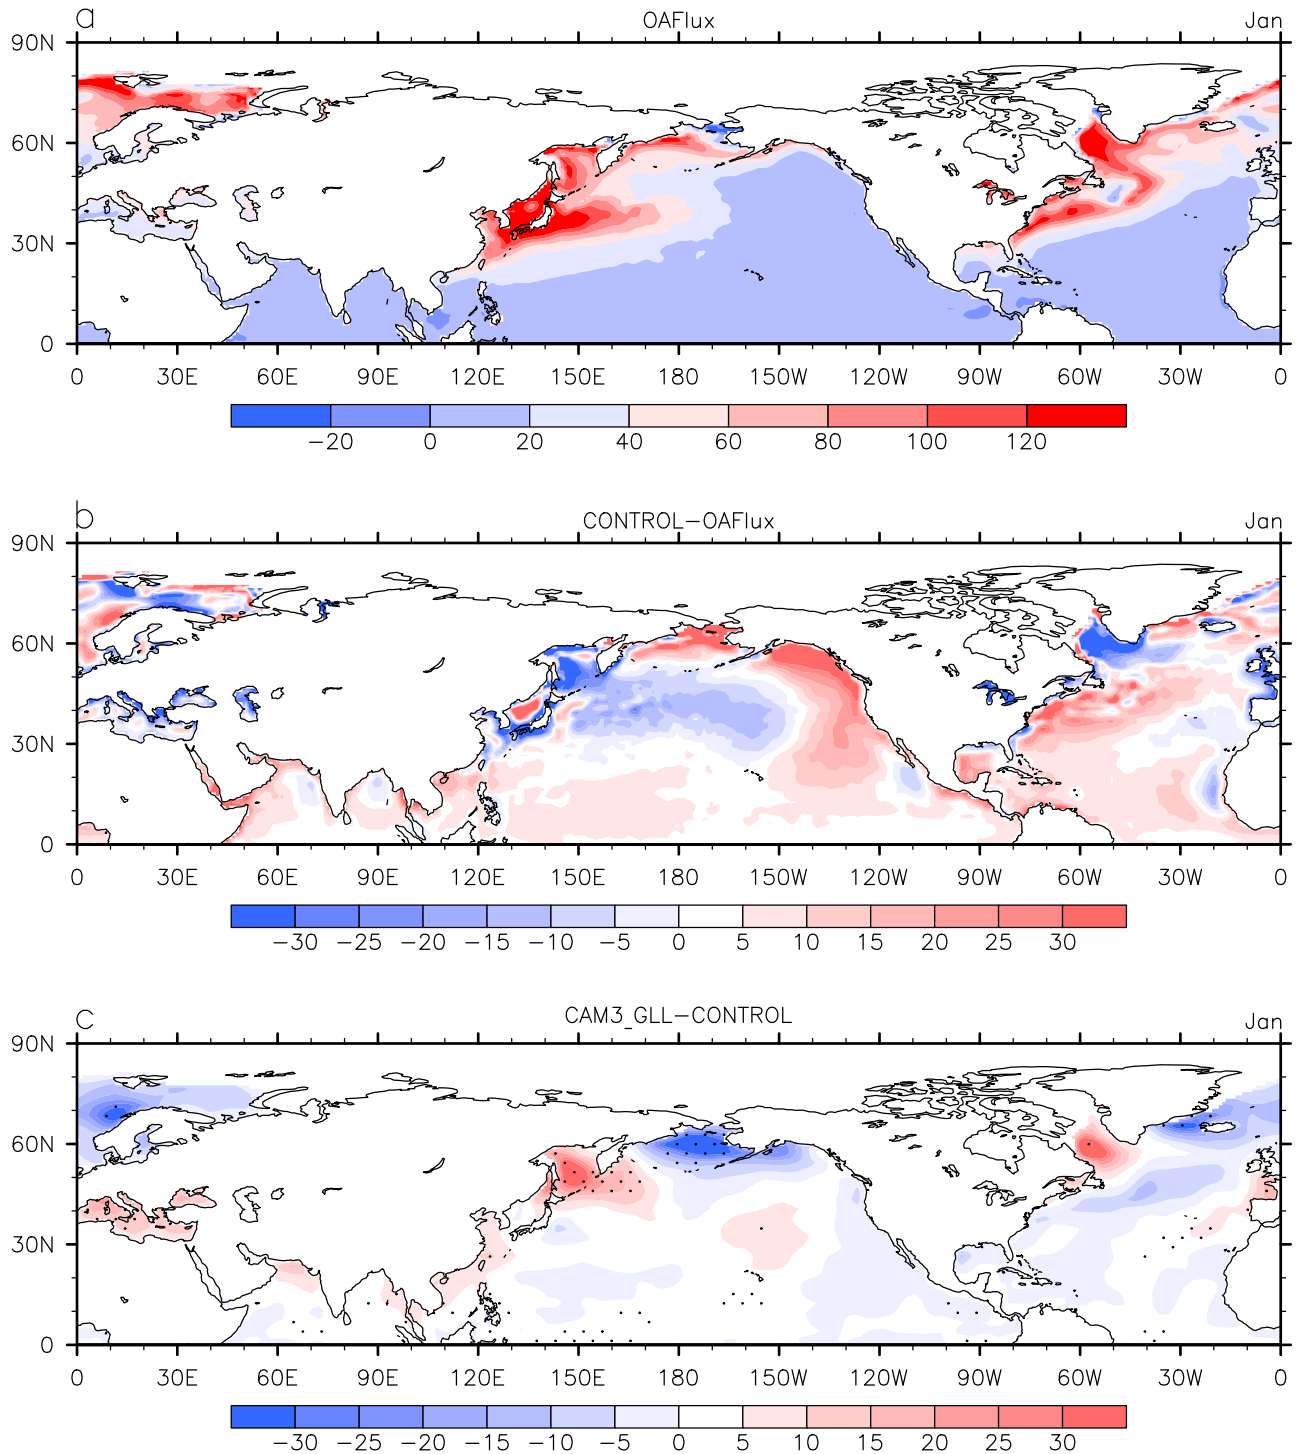 a OAFlux Jan
90N
60N
30N
0
0 30E 60E 90E 120E 150E 180 150W 120W 90W 60W 30W 0
−20 0 20 40 60 80 100 120
b CONTROL−OAFlux Jan
90N
60N
30N
0
0 30E 60E 90E 120E 150E 180 150W 120W 90W 60W 30W 0
−30 −25 −20 −15 −10 −5 0 5 10 15 20 25 30
c CAM3_GLL−CONTROL Jan
90N
60N
30N
0
0 30E 60E 90E 120E 150E 180 150W 120W 90W 60W 30W 0
−30 −25 −20 −15 −10 −5 0 5 10 15 20 25 30